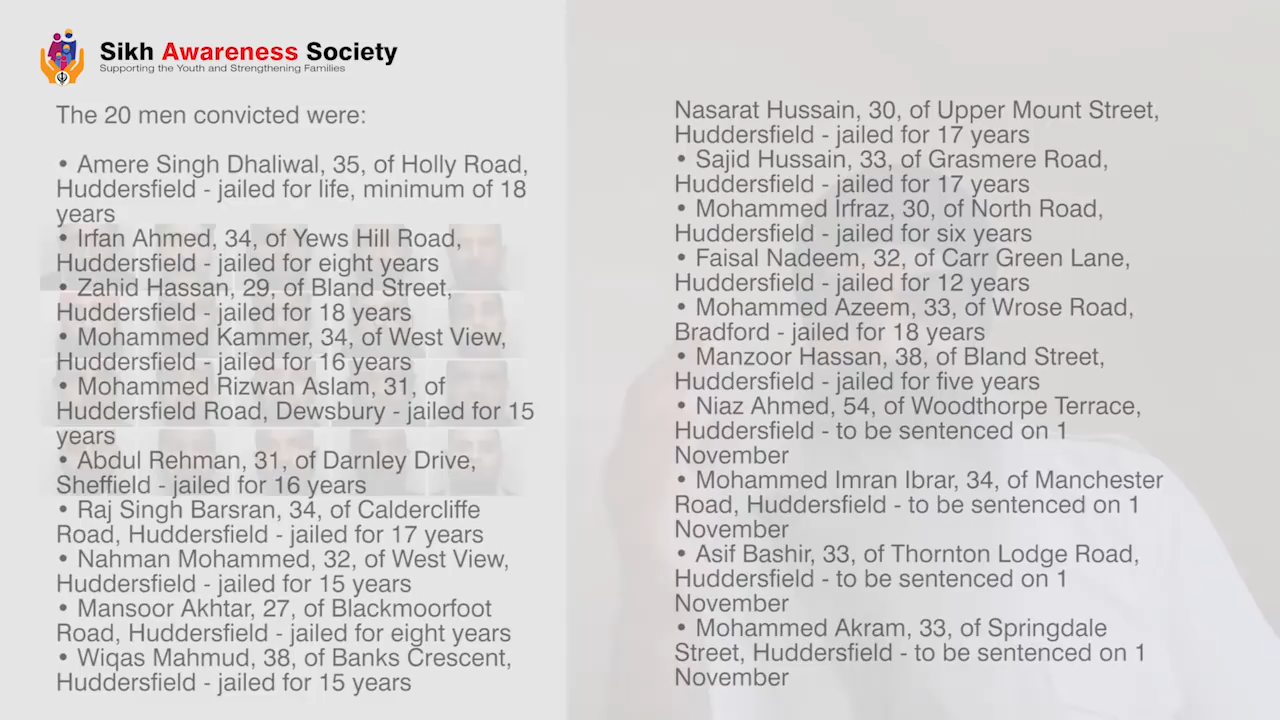 Sikh Awareness Society
Supporting the Youth and Strengthening Families
The 20 men convicted were:
• Amere Singh Dhaliwal, 35, of Holly Road,
Huddersfield - jailed for life, minimum of 18
years
• Irfan Ahmed, 34, of Yews Hill Road,
Huddersfield - jailed for eight years
• Zahid Hassan, 29, of Bland Street,
Huddersfield - jailed for 18 years
• Mohammed Kammer, 34, of West View,
Huddersfield - jailed for 16 years
• Mohammed Rizwan Aslam, 31, of
Huddersfield Road, Dewsbury - jailed for 15
years
• Abdul Rehman, 31, of Darnley Drive,
Sheffield - jailed for 16 years
• Raj Singh Barsran, 34, of Caldercliffe
Road, Huddersfield - jailed for 17 years
• Nahman Mohammed, 32, of West View,
Huddersfield - jailed for 15 years
• Mansoor Akhtar, 27, of Blackmoorfoot
Road, Huddersfield - jailed for eight years
• Wiqas Mahmud, 38, of Banks Crescent,
Huddersfield - jailed for 15 years
Nasarat Hussain, 30, of Upper Mount Street,
Huddersfield - jailed for 17 years
• Sajid Hussain, 33, of Grasmere Road,
Huddersfield - jailed for 17 years
• Mohammed Irfraz, 30, of North Road,
Huddersfield - jailed for six years
• Faisal Nadeem, 32, of Carr Green Lane,
Huddersfield - jailed for 12 years
• Mohammed Azeem, 33, of Wrose Road,
Bradford - jailed for 18 years
• Manzoor Hassan, 38, of Bland Street,
Huddersfield - jailed for five years
• Niaz Ahmed, 54, of Woodthorpe Terrace,
Huddersfield - to be sentenced on 1
November
• Mohammed Imran Ibrar, 34, of Manchester
Road, Huddersfield - to be sentenced on 1
November
• Asif Bashir, 33, of Thornton Lodge Road,
Huddersfield - to be sentenced on 1
November
• Mohammed Akram, 33, of Springdale
Street, Huddersfield - to be sentenced on 1
November